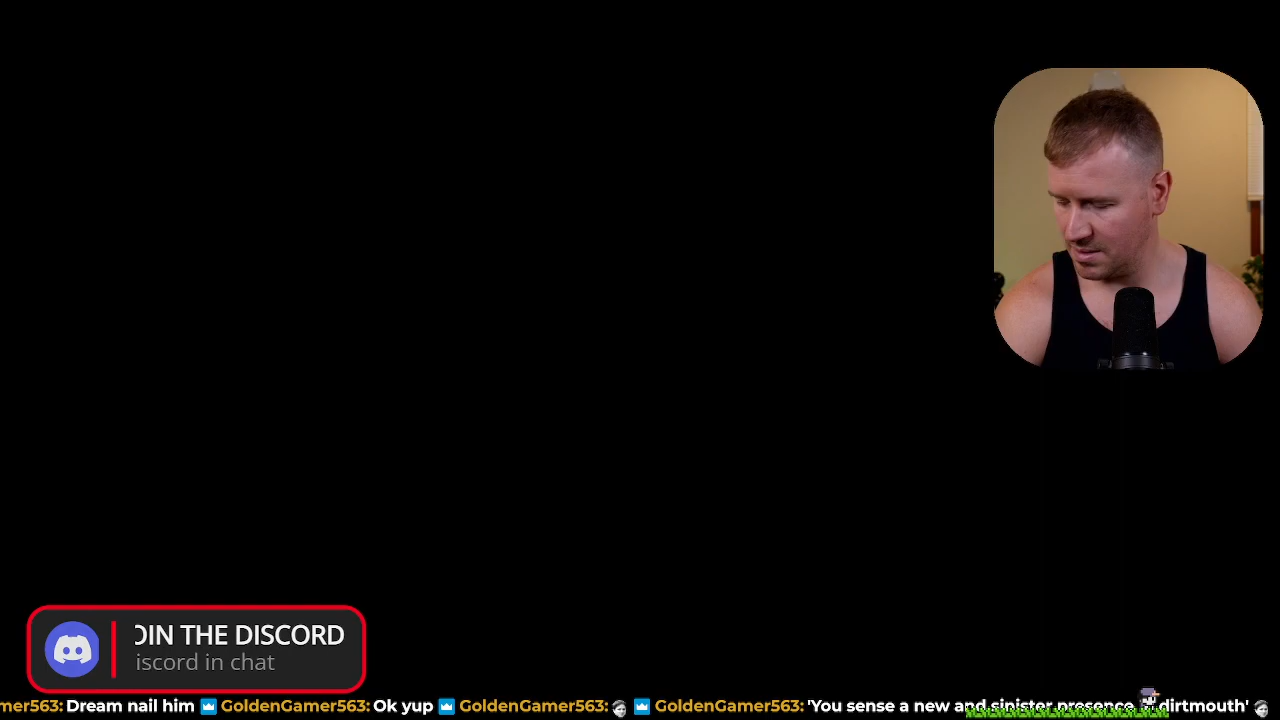 OIN THE DISCORD
iscord in chat
mer563: Dream nail him GoldenGamer563: Ok yup GoldenGamer563: GoldenGamer563: 'You sense a new and sinister presence dirtmouth'